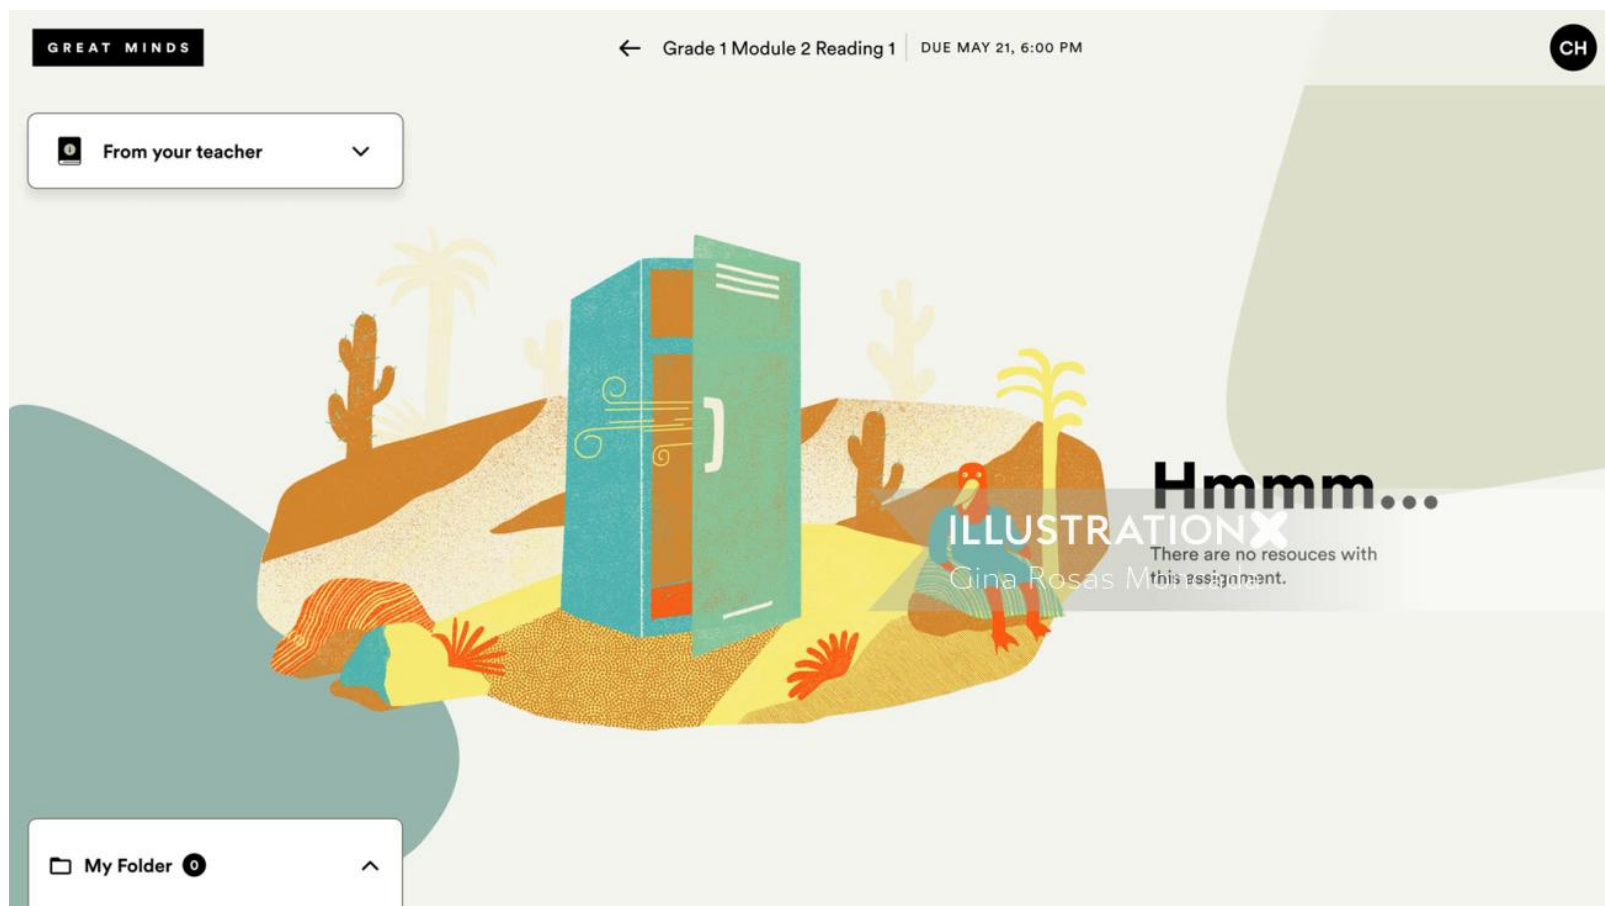 GREAT MINDS
Grade 1 Module 2 Reading 1
DUE MAY 21, 6:00 PM
CH
From your teacher
Hmmm...
ILLUSTRATIONX
There are no resouces with
this assignment.
Gina Rosas Moncada
My Folder 0